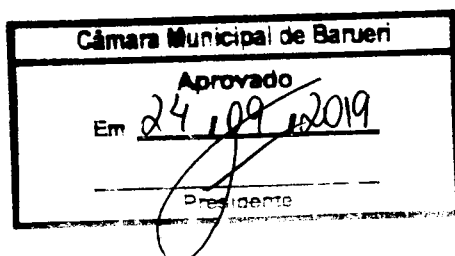 Câmara Municipal de Barueri
Aprovado
Em 24 / 09 / 2019
Presidente